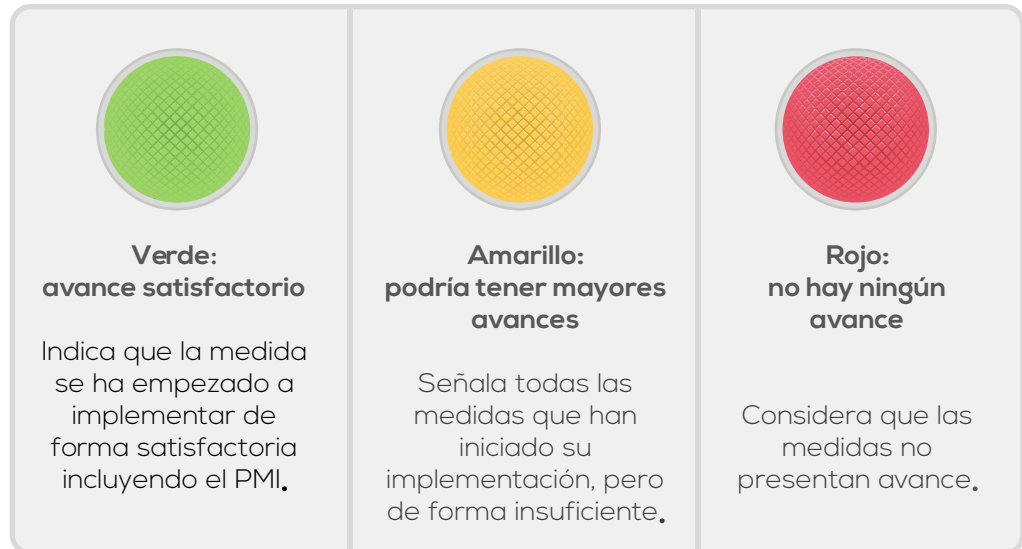 Verde:
avance satisfactorio
Indica que la medida
se ha empezado a
implementar de
forma satisfactoria
incluyendo el PMI.
Amarillo:
podría tener mayores
avances
Señala todas las
medidas que han
iniciado su
implementación, pero
de forma insuficiente.
Rojo:
no hay ningún
avance
Considera que las
medidas no
presentan avance.